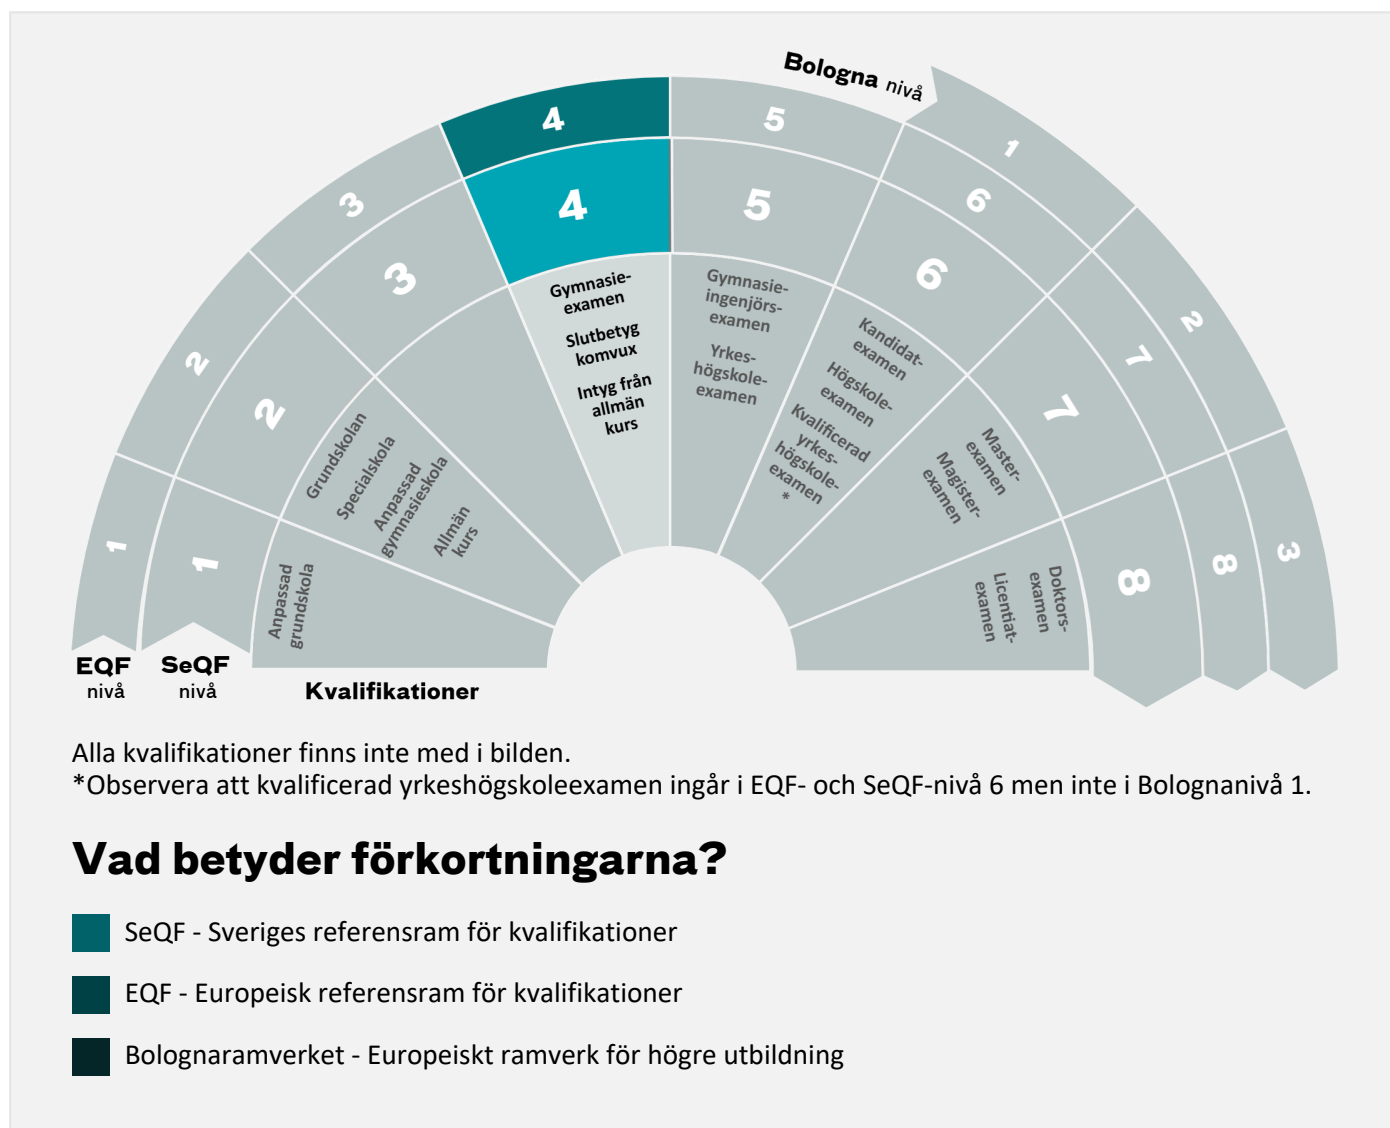 Bologna nivå
1
2
3
1
2
3
4
5
6
7
8
1
2
3
4
5
6
7
8
Anpassad
grundskola
Grundskolan
Specialskola
Anpassad
gymnasieskola
Allmän
kurs
Gymnasie-
examen
Slutbetyg
komvux
Intyg från
allmän
kurs
Gymnasie-
ingenjörs-
examen
Yrkes-
högskole-
examen
Kandidat-
examen
Högskole-
examen
Kvalificerad
yrkes-
högskole-
examen
*
Master-
examen
Magister-
examen
Doktors-
examen
Licentiat-
examen
EQF
nivå
SeQF
nivå
Kvalifikationer
Alla kvalifikationer finns inte med i bilden.
*Observera att kvalificerad yrkeshögskoleexamen ingår i EQF- och SeQF-nivå 6 men inte i Bolognanivå 1.
Vad betyder förkortningarna?
SeQF - Sveriges referensram för kvalifikationer
EQF - Europeisk referensram för kvalifikationer
Bolognaramverket - Europeiskt ramverk för högre utbildning